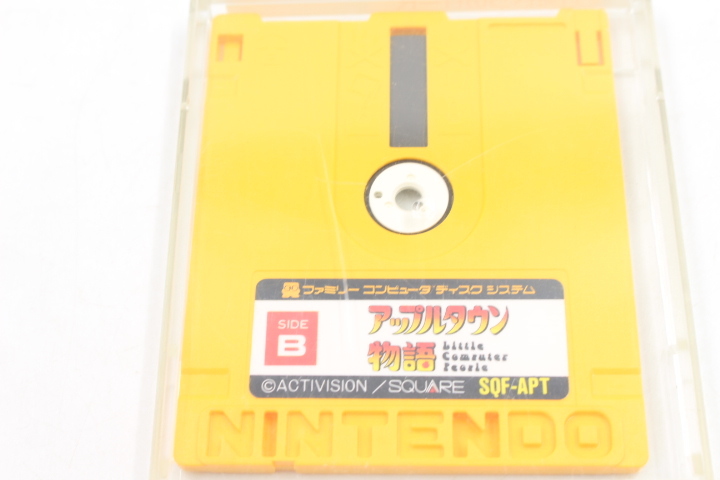 ファミリー コンピュータ ディスク システム
SIDE
B
アップルタウン
物語
Little
Computer
People
©ACTIVISION / SQUARE SQF-APT
NINTENDO